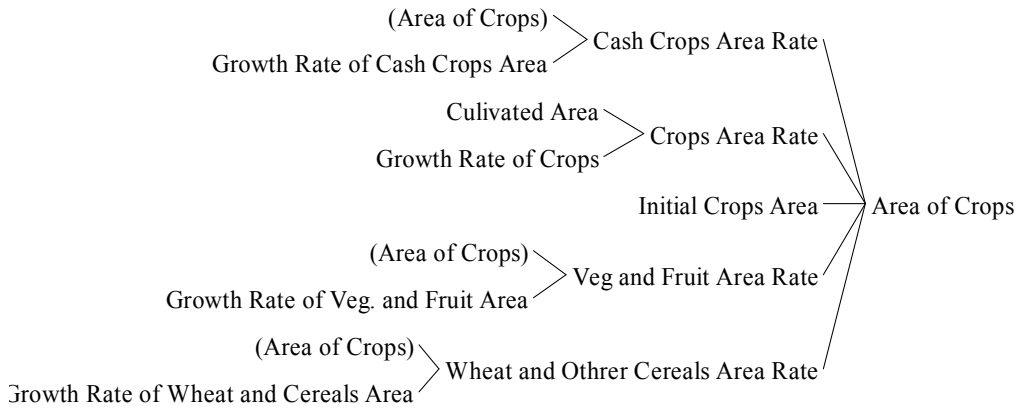 (Area of Crops)
Cash Crops Area Rate
Growth Rate of Cash Crops Area
Culivated Area
Crops Area Rate
Growth Rate of Crops
Initial Crops Area
Area of Crops
(Area of Crops)
Veg and Fruit Area Rate
Growth Rate of Veg. and Fruit Area
(Area of Crops)
Wheat and Othrer Cereals Area Rate
Growth Rate of Wheat and Cereals Area